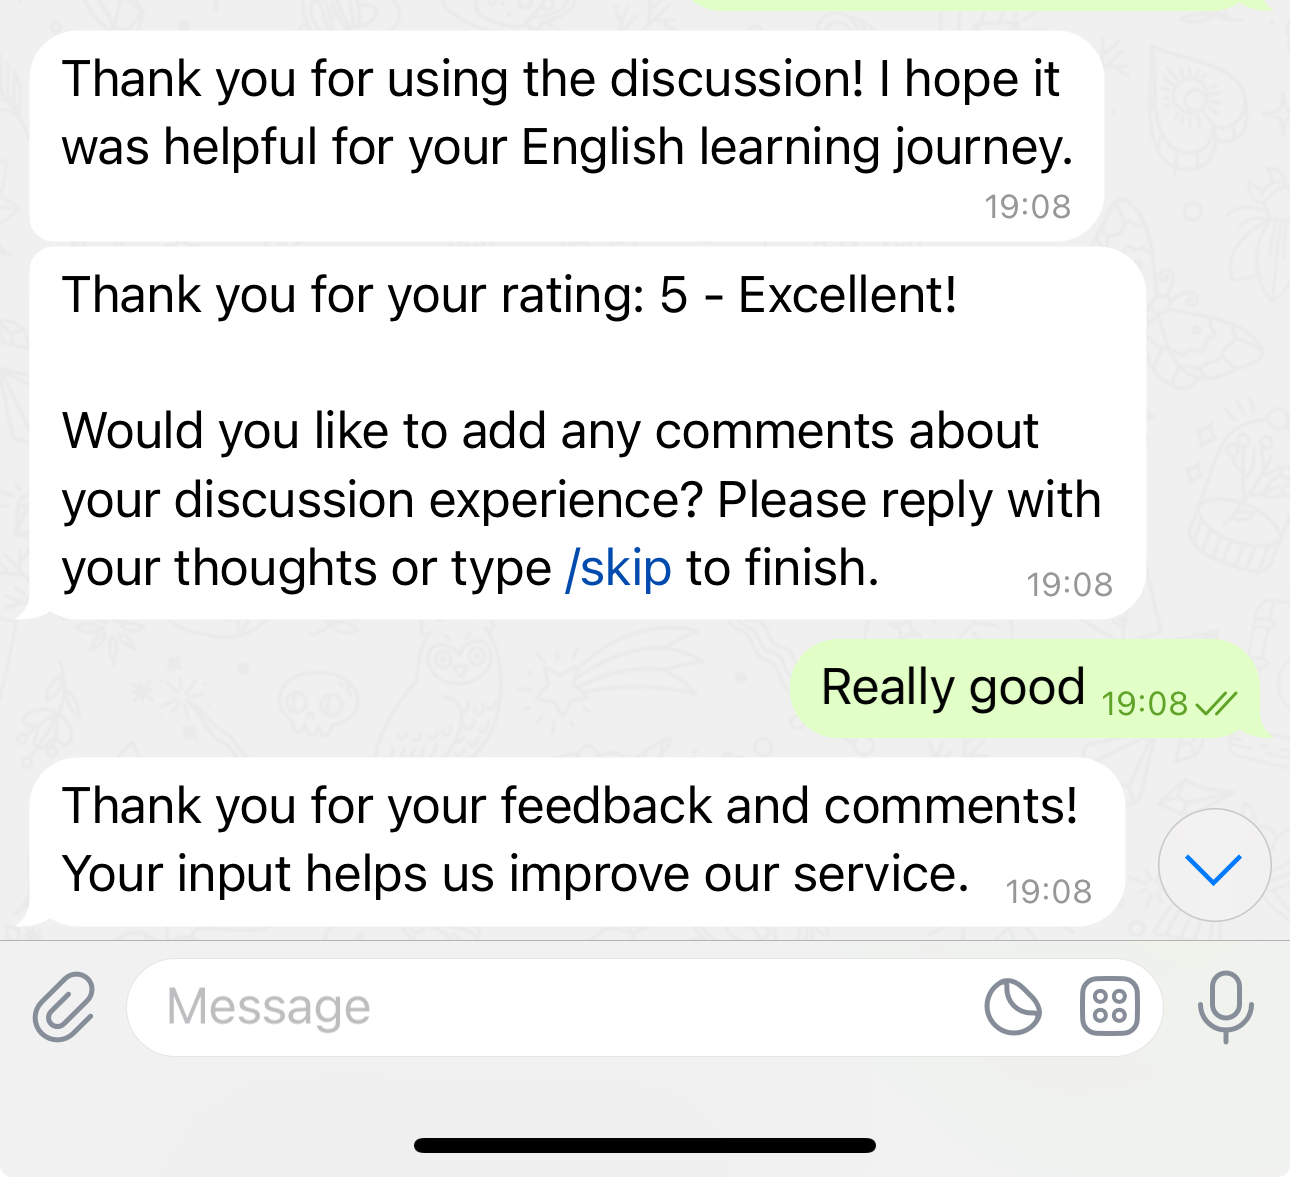 Thank you for using the discussion! I hope it
was helpful for your English learning journey.
19:08
Thank you for your rating: 5 - Excellent!
Would you like to add any comments about
your discussion experience? Please reply with
your thoughts or type /skip to finish.
19:08
Really good 19:08
Thank you for your feedback and comments!
Your input helps us improve our service.
19:08
Message